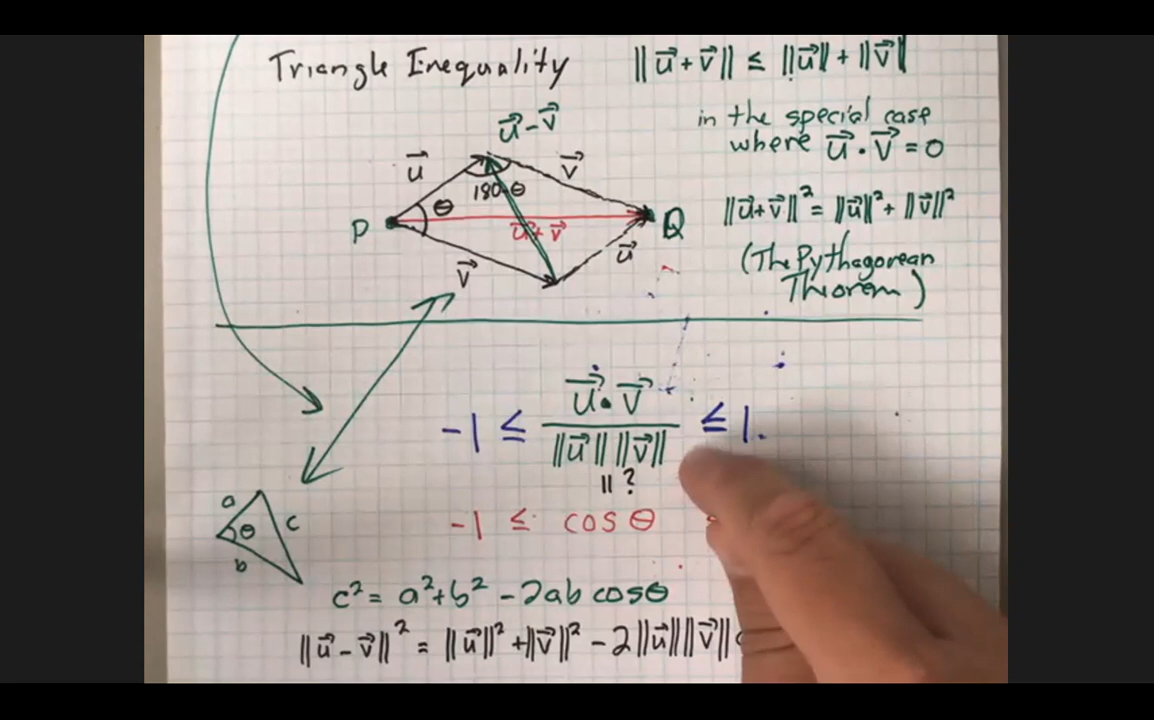 Triangle Inequality
‖u⃗+v⃗‖ ≤ ‖u⃗‖+‖v⃗‖
in the special case
where u⃗·v⃗=0
‖u⃗+v⃗‖²=‖u⃗‖²+‖v⃗‖²
(The Pythagorean
Theorem)
u⃗-v⃗
u⃗
v⃗
180-θ
θ
P
Q
u⃗+v⃗
v⃗
u⃗
-1 ≤ u⃗·v⃗ / ‖u⃗‖‖v⃗‖ ≤ 1.
॥ ?
-1 ≤ cos θ
a
θ
c
b
c²= a²+b² - 2ab cosθ
‖u⃗-v⃗‖² = ‖u⃗‖²+‖v⃗‖² - 2‖u⃗‖‖v⃗‖